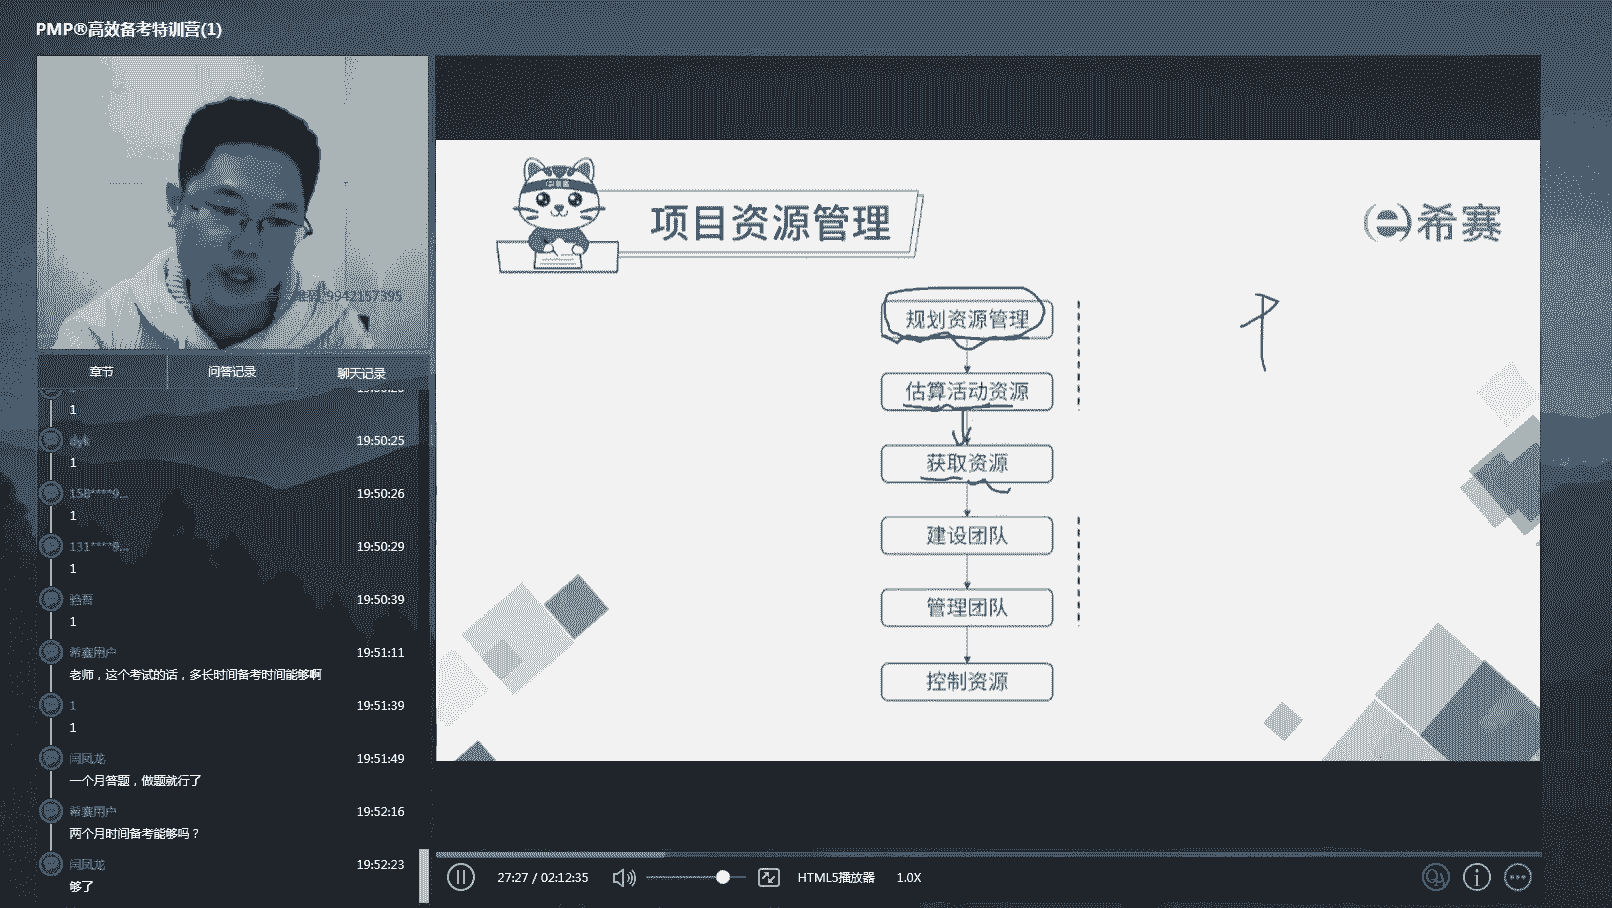 PMP®高效备考特训营(1)
9942157395
章节
问答记录
聊天记录
1
dyk
19:50:25
1
158****9...
19:50:26
1
131****9...
19:50:29
1
19:50:39
1
希赛用户
19:51:11
老师，这个考试的话，多长时间备考时间能够啊
1
19:51:39
1
闫凤龙
19:51:49
一个月答题，做题就行了
希赛用户
19:52:16
两个月时间备考能够吗？
闫凤龙
19:52:23
够了
项目资源管理
希赛
规划资源管理
估算活动资源
获取资源
建设团队
管理团队
控制资源
27:27 / 02:12:35
HTML5播放器
1.0X